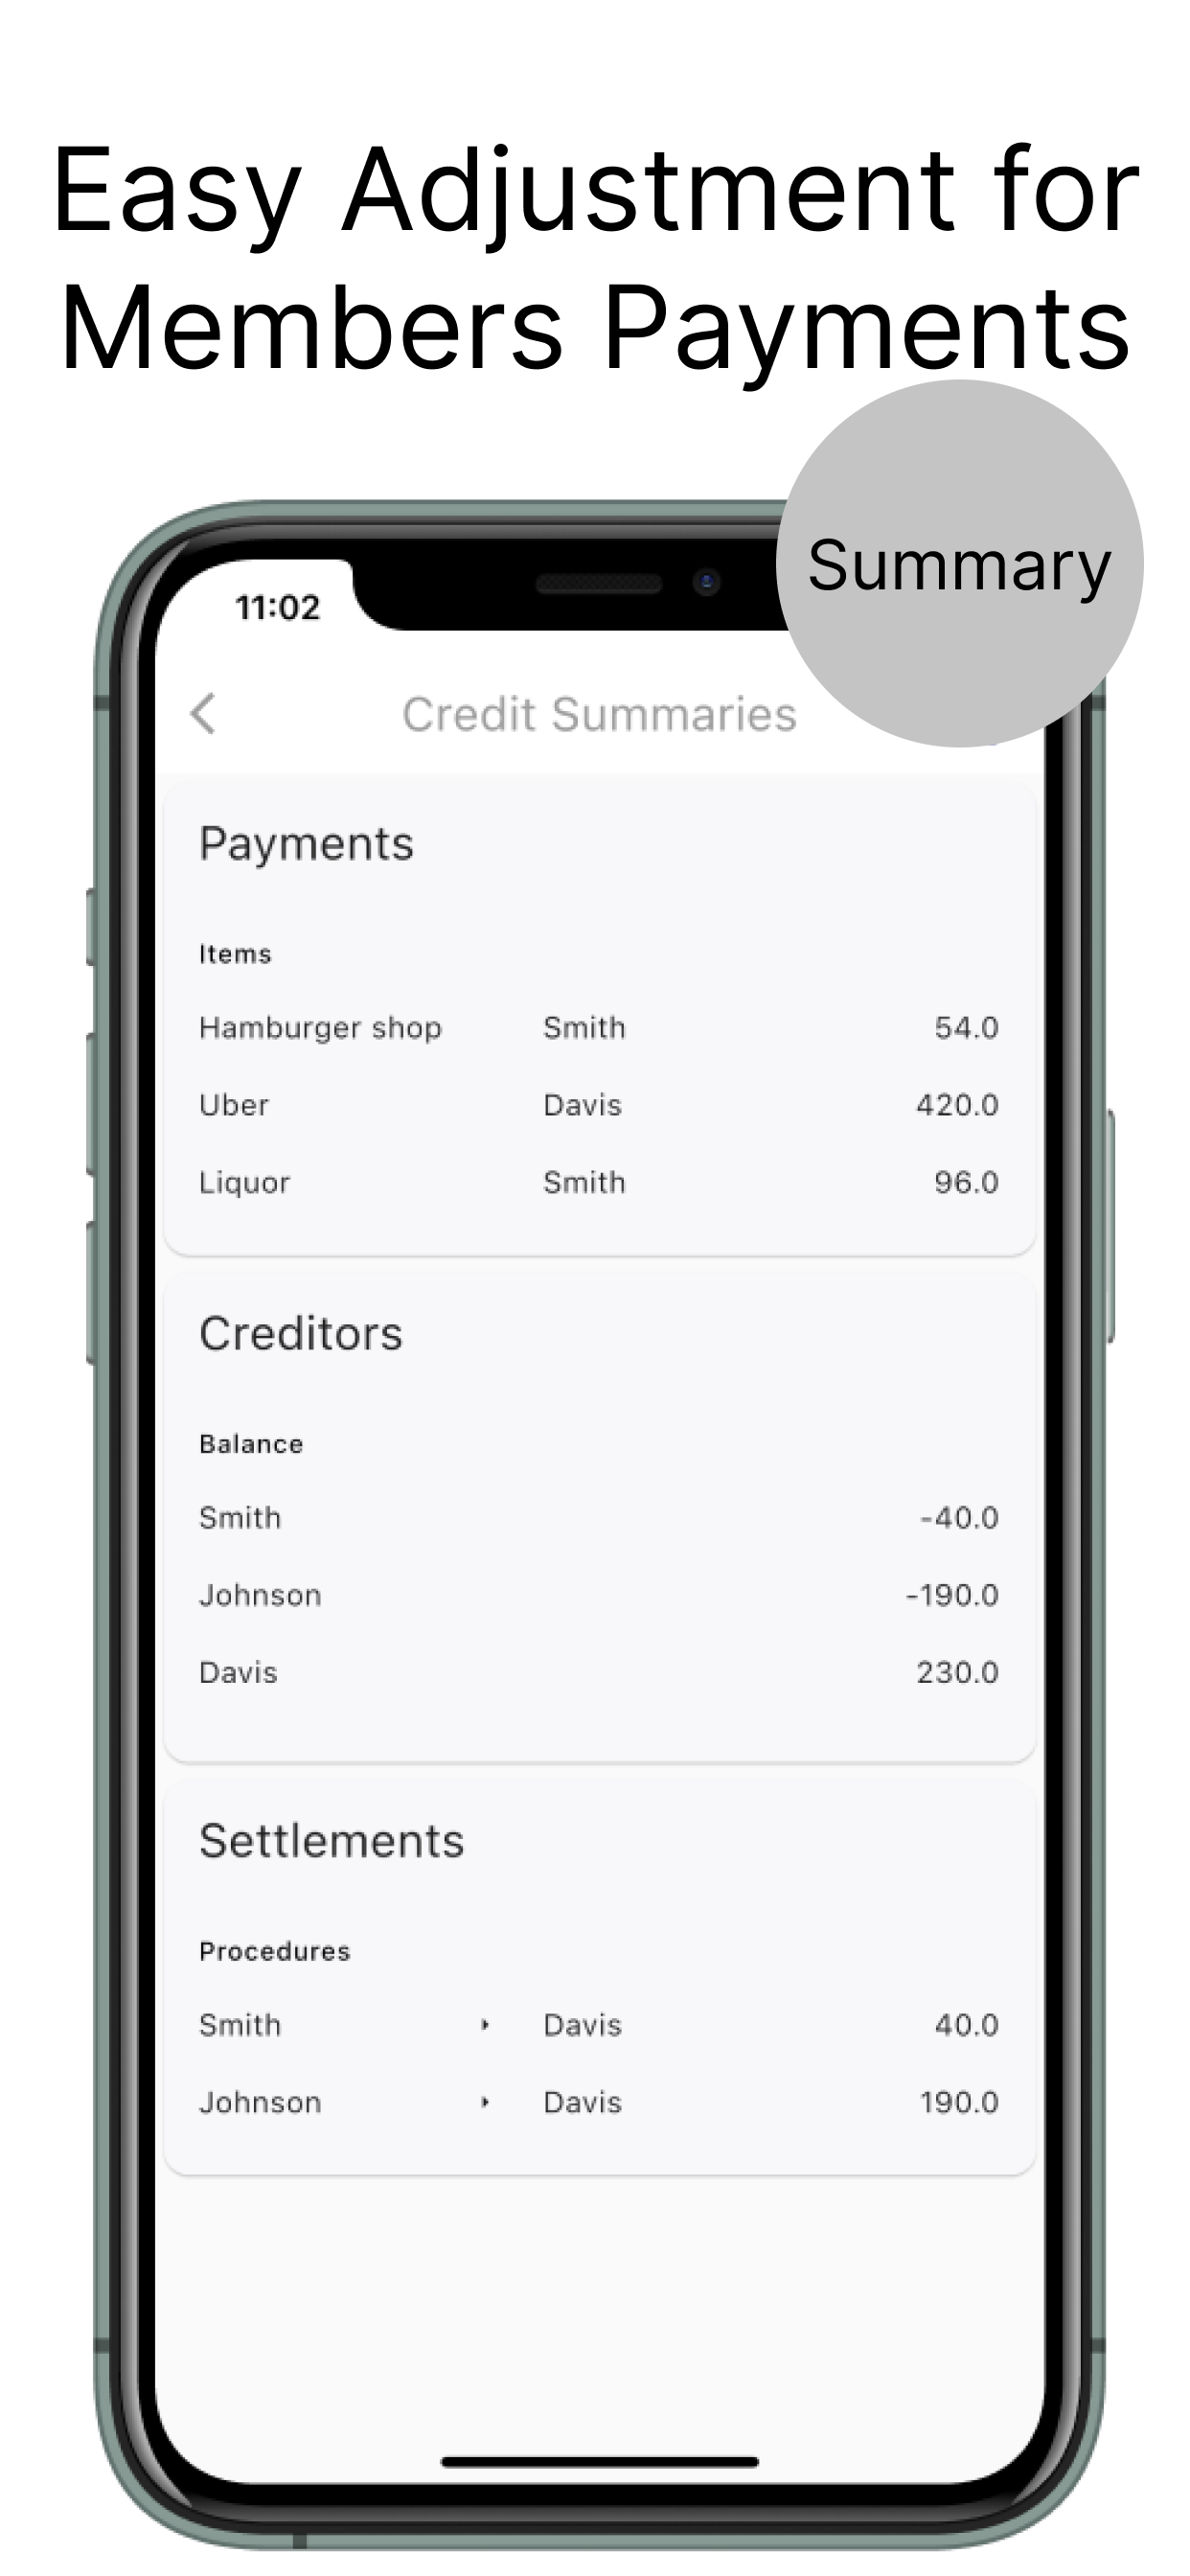 Easy Adjustment for
Members Payments
Summary
11:02
Credit Summaries
Payments
Items
Hamburger shop Smith 54.0
Uber Davis 420.0
Liquor Smith 96.0
Creditors
Balance
Smith -40.0
Johnson -190.0
Davis 230.0
Settlements
Procedures
Smith ‣ Davis 40.0
Johnson ‣ Davis 190.0